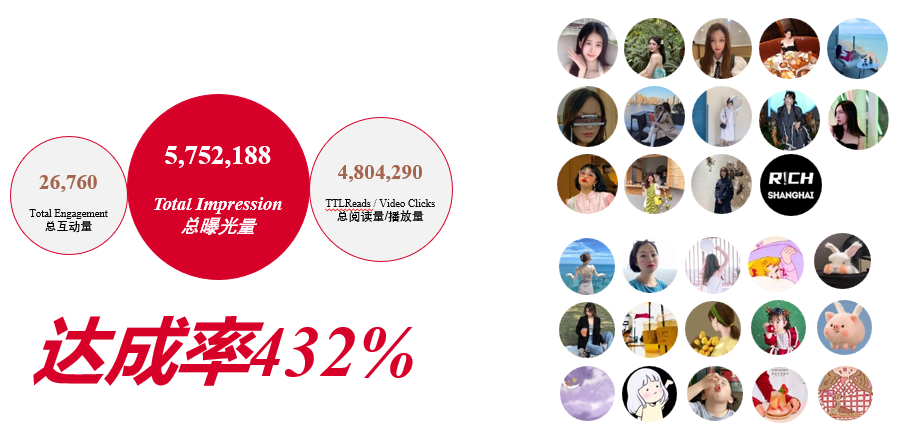 5,752,188
Total Impression
总曝光量
26,760
Total Engagement
总互动量
4,804,290
TTLReads / Video Clicks
总阅读量/播放量
达成率432%
R!CH
SHANGHAI